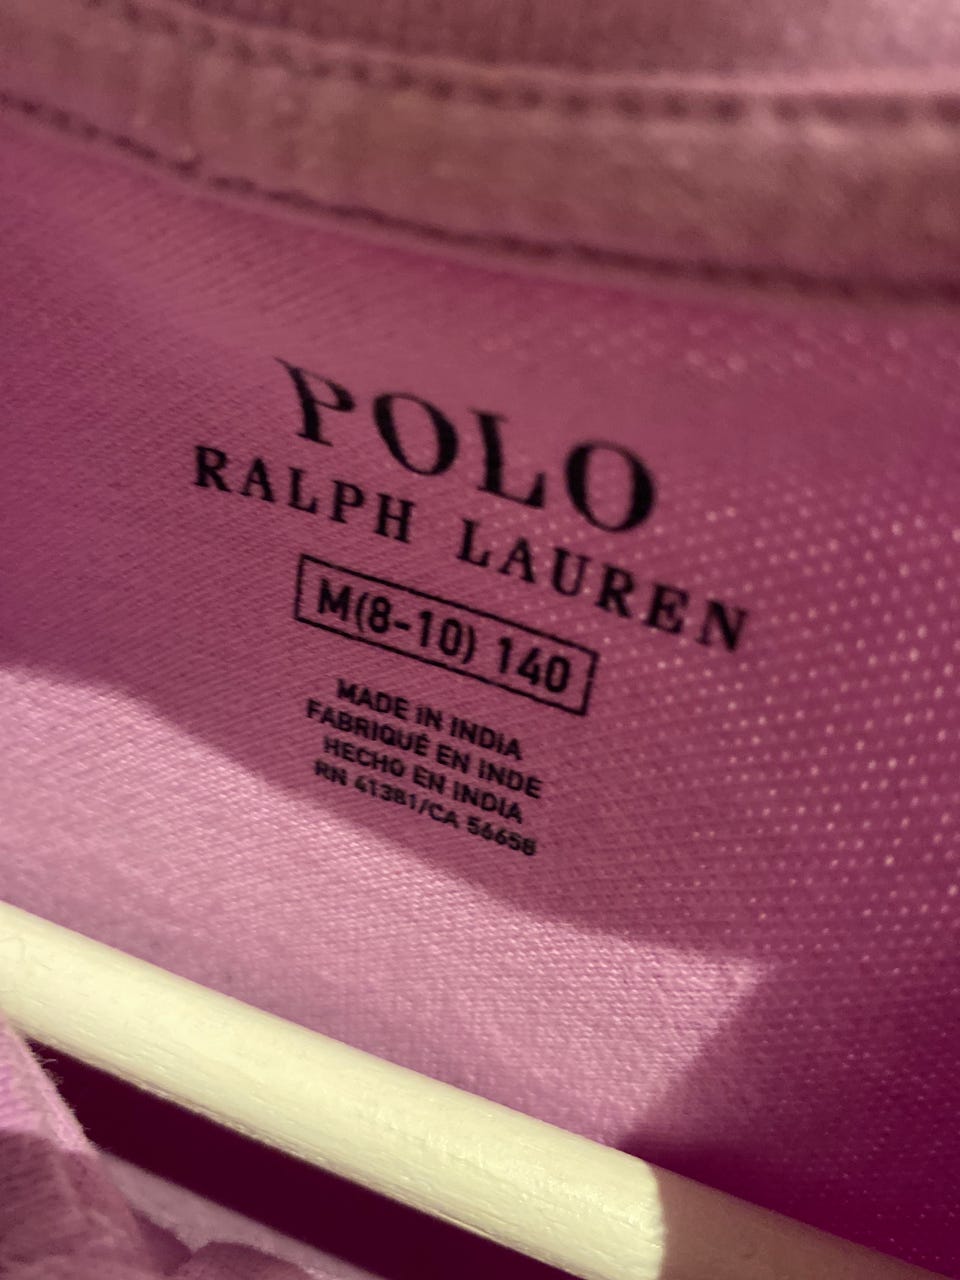 POLO
RALPH LAUREN
M(8-10) 140
MADE IN INDIA
FABRIQUÉ EN INDE
HECHO EN INDIA
RN 41381/CA 56658